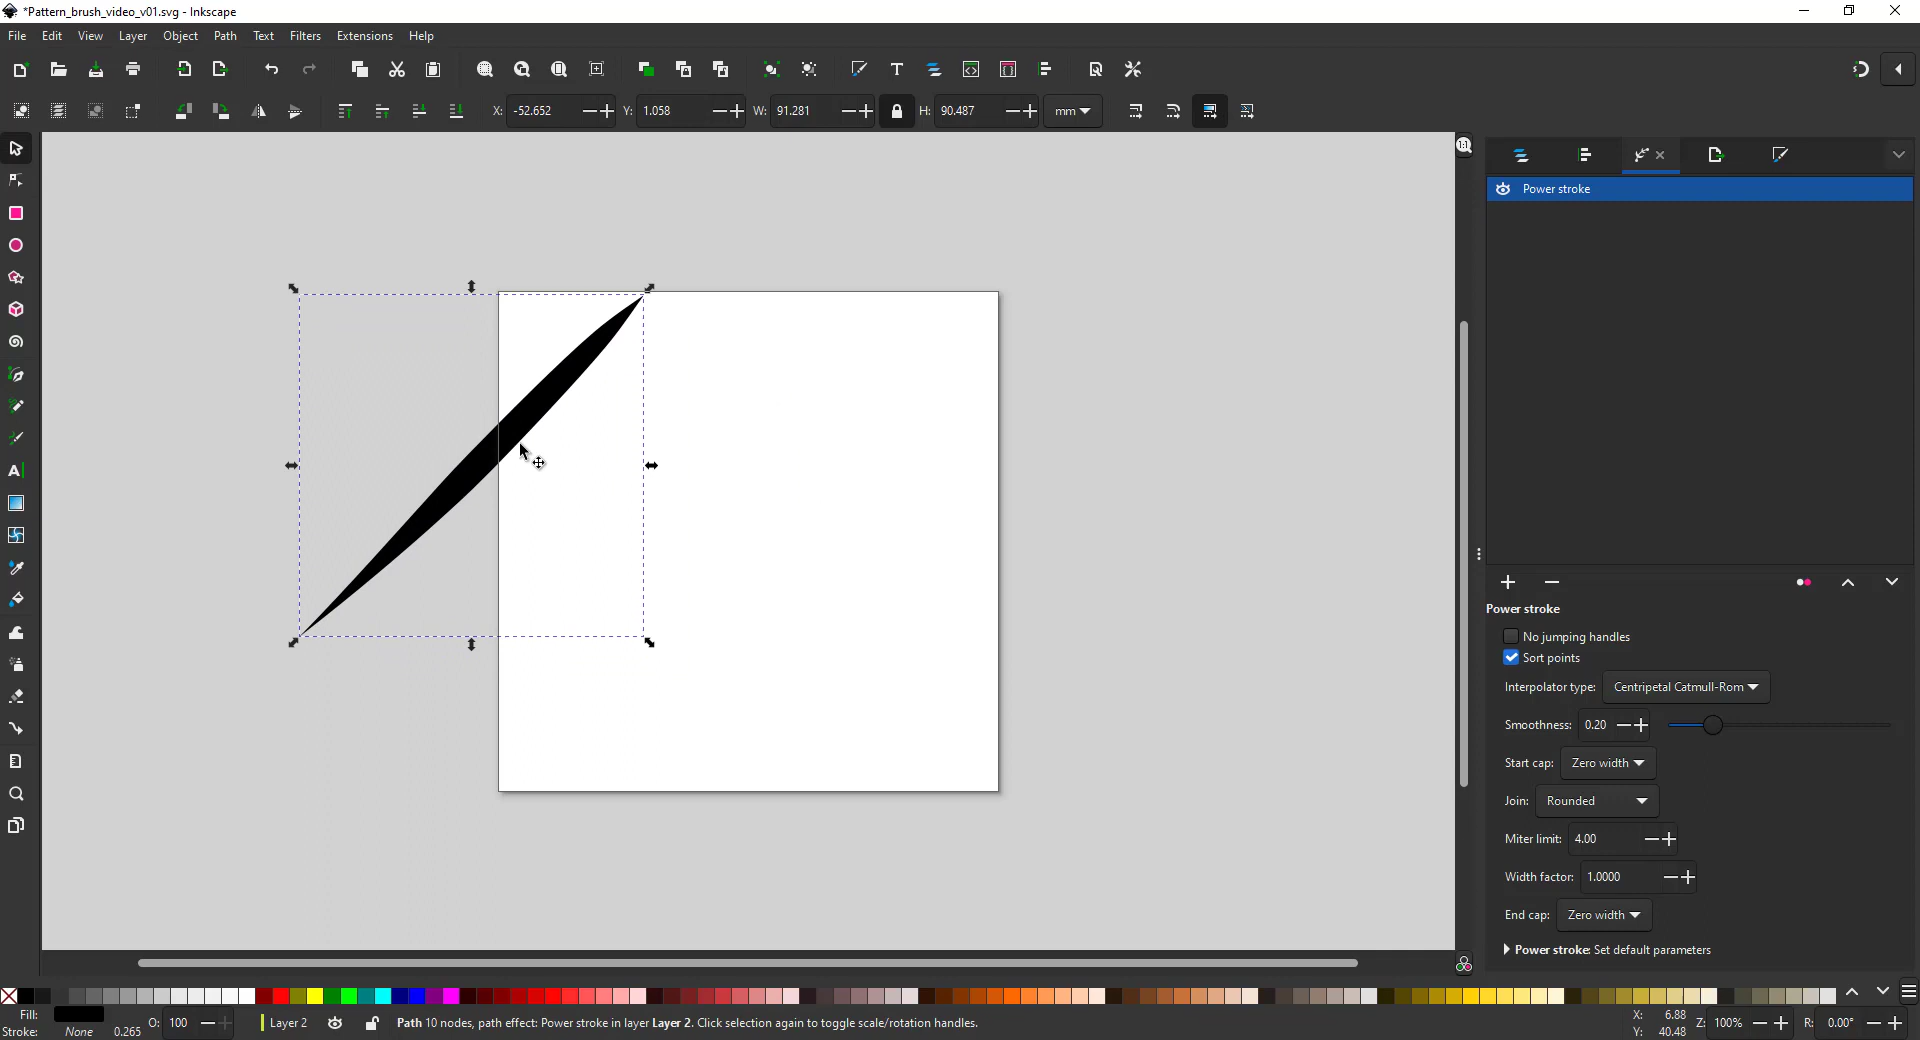 *Pattern_brush_video_v01.svg - Inkscape
File Edit View Layer Object Path Text Filters Extensions Help
X: -52.652 Y: 1.058 W: 91.281 H: 90.487 mm
1:1
Power stroke
Power stroke
No jumping handles
Sort points
Interpolator type: Centripetal Catmull-Rom
Smoothness: 0.20
Start cap: Zero width
Join: Rounded
Miter limit: 4.00
Width factor: 1.0000
End cap: Zero width
Power stroke: Set default parameters
Fill:
Stroke: None 0.265
O: 100
Layer 2
Path 10 nodes, path effect: Power stroke in layer Layer 2. Click selection again to toggle scale/rotation handles.
X: 6.88
Y: 40.48
Z: 100%
R: 0.00°